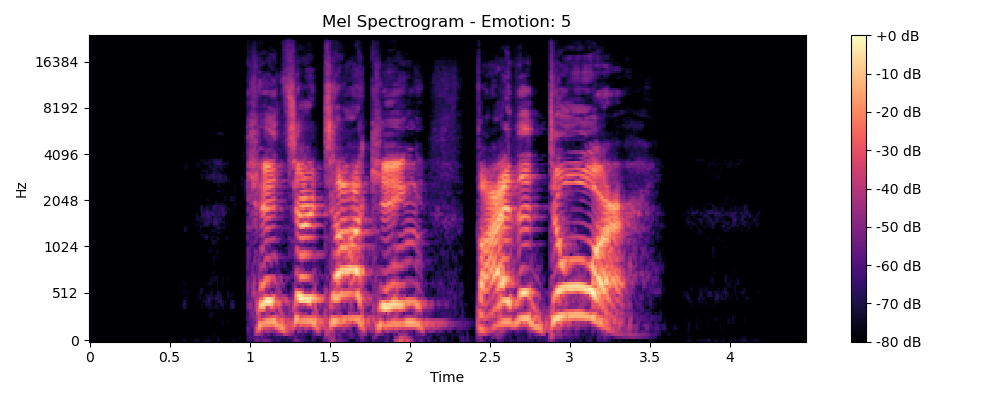 Mel Spectrogram - Emotion: 5
Hz
16384
8192
4096
2048
1024
512
0
0 0.5 1 1.5 2 2.5 3 3.5 4
Time
+0 dB
-10 dB
-20 dB
-30 dB
-40 dB
-50 dB
-60 dB
-70 dB
-80 dB